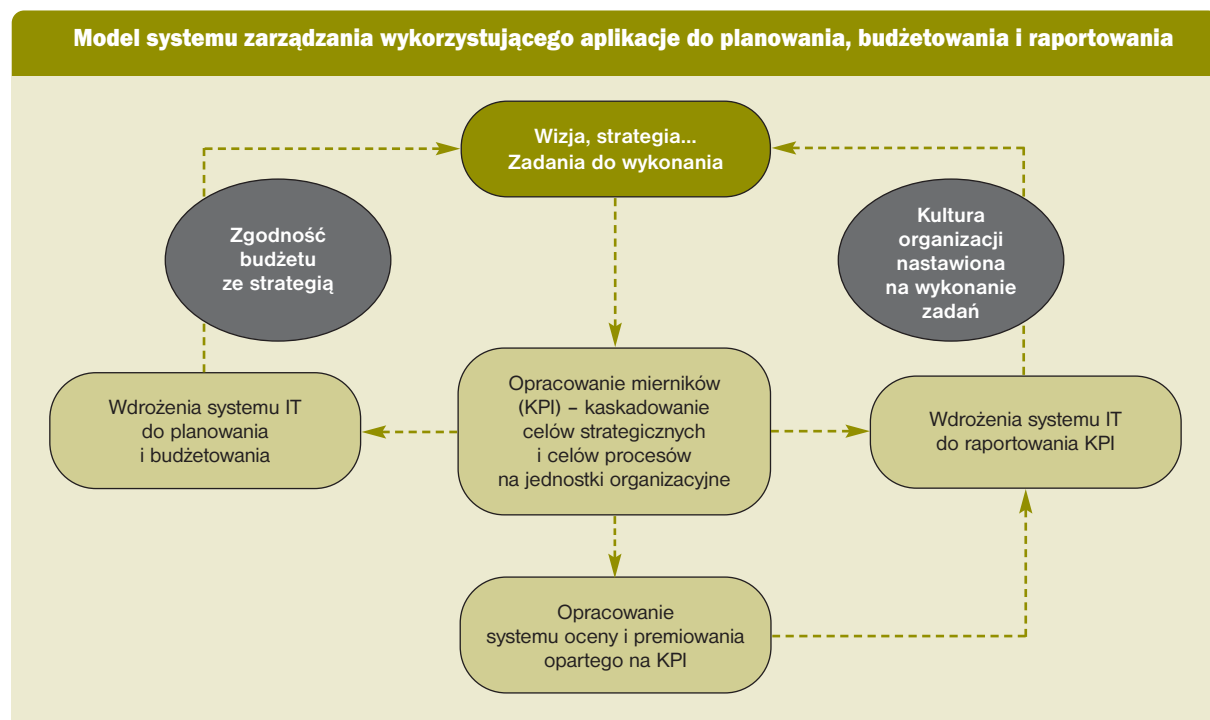 Model systemu zarządzania wykorzystującego aplikacje do planowania, budżetowania i raportowania
Wizja, strategia...
Zadania do wykonania
Zgodność
budżetu
ze strategią
Kultura
organizacji
nastawiona
na wykonanie
zadań
Wdrożenia systemu IT
do planowania
i budżetowania
Opracowanie mierników
(KPI) – kaskadowanie
celów strategicznych
i celów procesów
na jednostki organizacyjne
Wdrożenia systemu IT
do raportowania KPI
Opracowanie
systemu oceny i premiowania
opartego na KPI